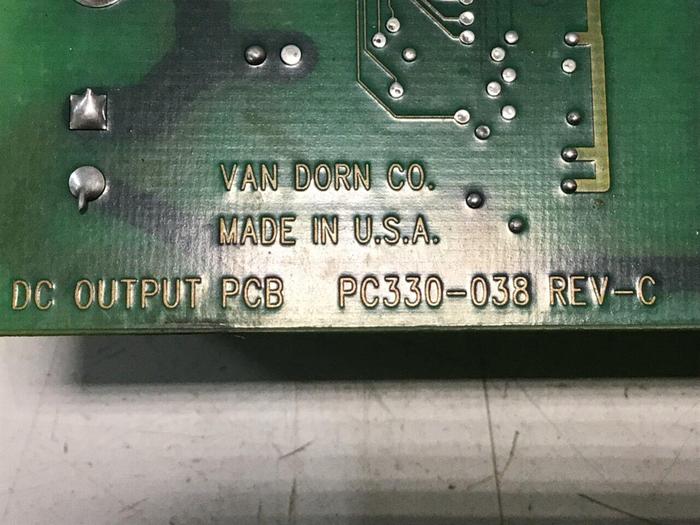 VAN DORN CO.
MADE IN U.S.A.
DC OUTPUT PCB PC330-038 REV-C